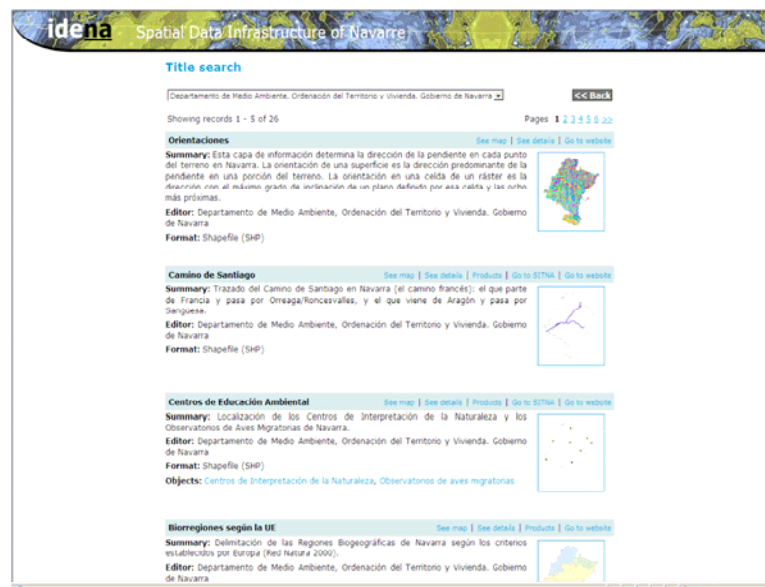 idena Spatial Data Infrastructure of Navarre
Title search
Departamento de Medio Ambiente. Ordenación del Territorio y Vivienda. Gobierno de Navarra << Back
Showing records 1 - 5 of 26 Pages 1 2 3 4 5 6 >>
Orientaciones See map | See details | Go to website
Summary: Esta capa de información determina la dirección de la pendiente en cada punto
del terreno en Navarra. La orientación de una superficie es la dirección predominante de la
pendiente en una porción del terreno. La orientación en una celda de un ráster es la
dirección con el máximo grado de inclinación de un plano definido por esa celda y las ocho
más próximas.
Editor: Departamento de Medio Ambiente, Ordenación del Territorio y Vivienda. Gobierno
de Navarra
Format: Shapefile (SHP)
Camino de Santiago See map | See details | Products | Go to SITNA | Go to website
Summary: Trazado del Camino de Santiago en Navarra (el camino francés): el que parte
de Francia y pasa por Orreaga/Roncesvalles, y el que viene de Aragón y pasa por
Sanguesa.
Editor: Departamento de Medio Ambiente, Ordenación del Territorio y Vivienda. Gobierno
de Navarra
Format: Shapefile (SHP)
Centros de Educación Ambiental See map | See details | Products | Go to SITNA | Go to website
Summary: Localización de los Centros de Interpretación de la Naturaleza y los
Observatorios de Aves Migratorias de Navarra.
Editor: Departamento de Medio Ambiente, Ordenación del Territorio y Vivienda. Gobierno
de Navarra
Format: Shapefile (SHP)
Objects: Centros de Interpretación de la Naturaleza, Observatorios de aves migratorias
Biorregiones según la UE See map | See details | Products | Go to website
Summary: Delimitación de las Regiones Biogeográficas de Navarra según los criterios
establecidos por Europa (Red Natura 2000).
Editor: Departamento de Medio Ambiente, Ordenación del Territorio y Vivienda. Gobierno
de Navarra